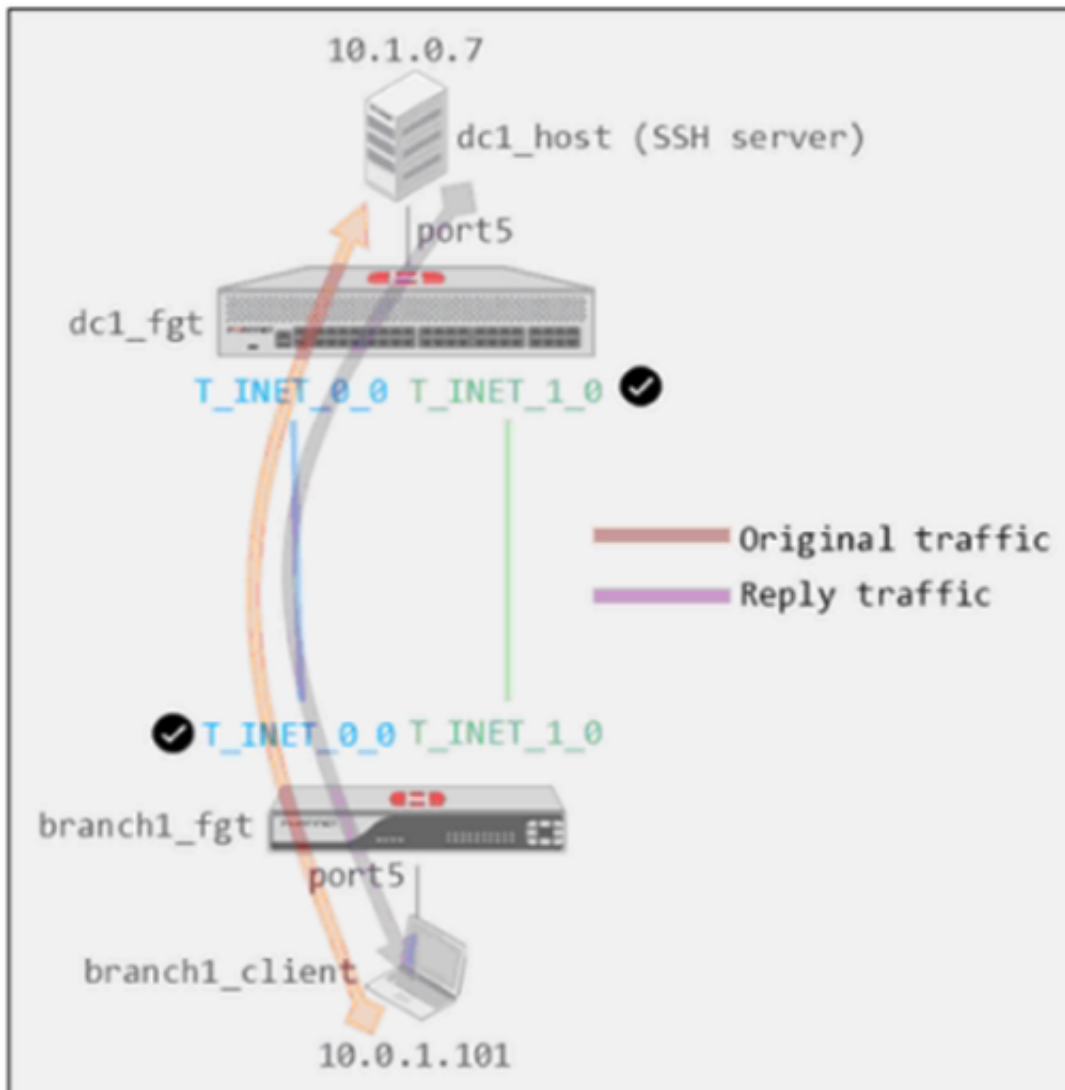 10.1.0.7
dc1_host (SSH server)
port5
dc1_fgt
T_INET_0_0 T_INET_1_0
Original traffic
Reply traffic
T_INET_0_0 T_INET_1_0
branch1_fgt
port5
branch1_client
10.0.1.101